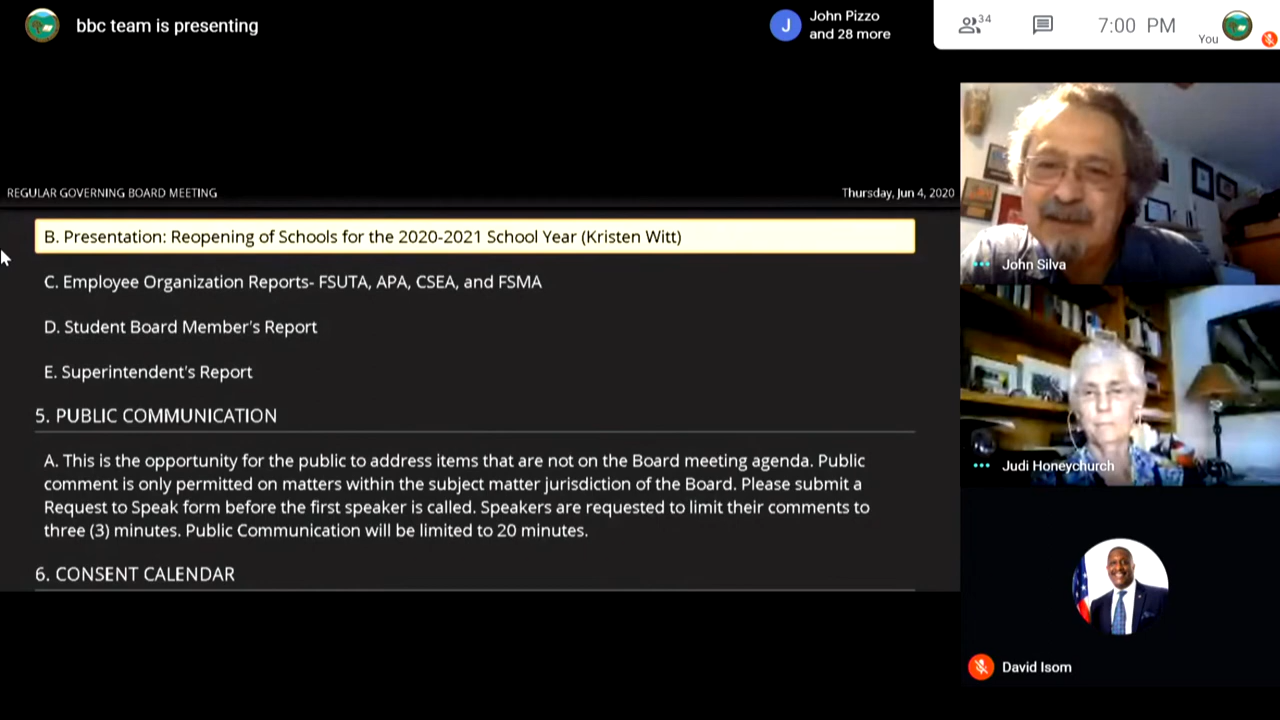 bbc team is presenting
J
John Pizzo
and 28 more
34
7:00 PM
You
REGULAR GOVERNING BOARD MEETING
Thursday, Jun 4, 2020
B. Presentation: Reopening of Schools for the 2020-2021 School Year (Kristen Witt)
C. Employee Organization Reports- FSUTA, APA, CSEA, and FSMA
D. Student Board Member's Report
E. Superintendent's Report
5. PUBLIC COMMUNICATION
A. This is the opportunity for the public to address items that are not on the Board meeting agenda. Public
comment is only permitted on matters within the subject matter jurisdiction of the Board. Please submit a
Request to Speak form before the first speaker is called. Speakers are requested to limit their comments to
three (3) minutes. Public Communication will be limited to 20 minutes.
6. CONSENT CALENDAR
John Silva
Judi Honeychurch
David Isom